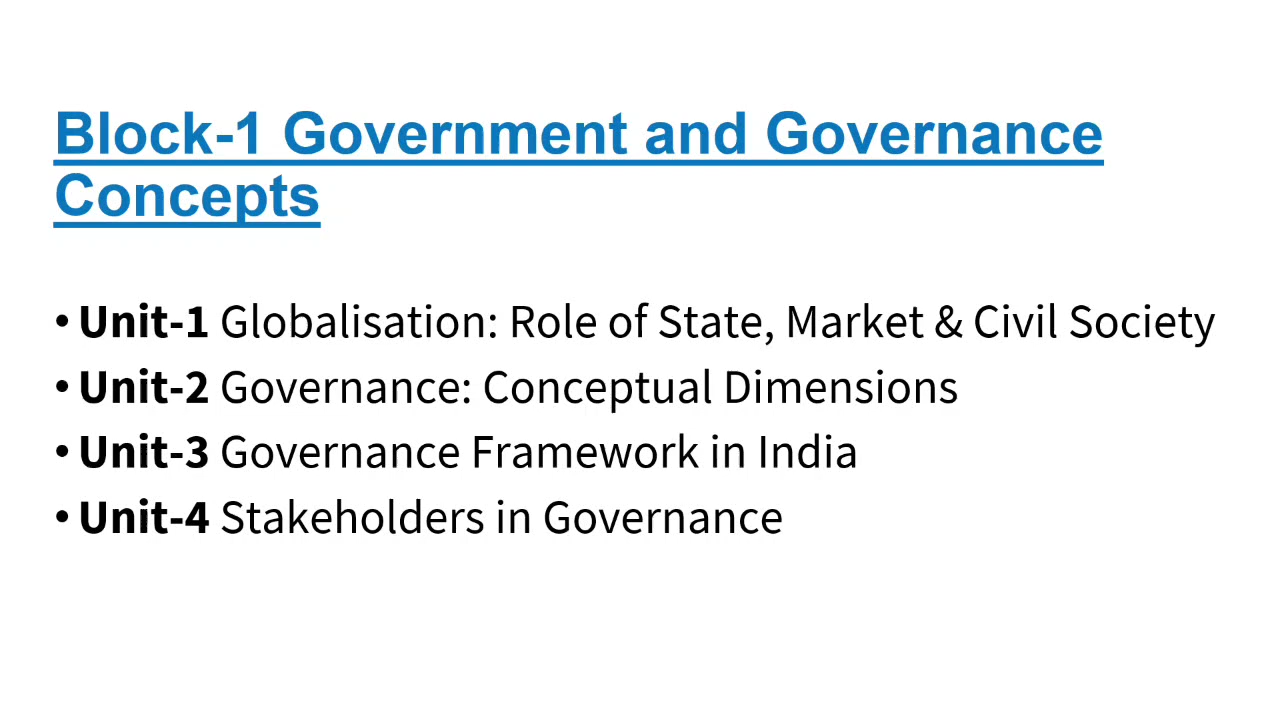 Block-1 Government and Governance
Concepts
• Unit-1 Globalisation: Role of State, Market & Civil Society
• Unit-2 Governance: Conceptual Dimensions
• Unit-3 Governance Framework in India
• Unit-4 Stakeholders in Governance